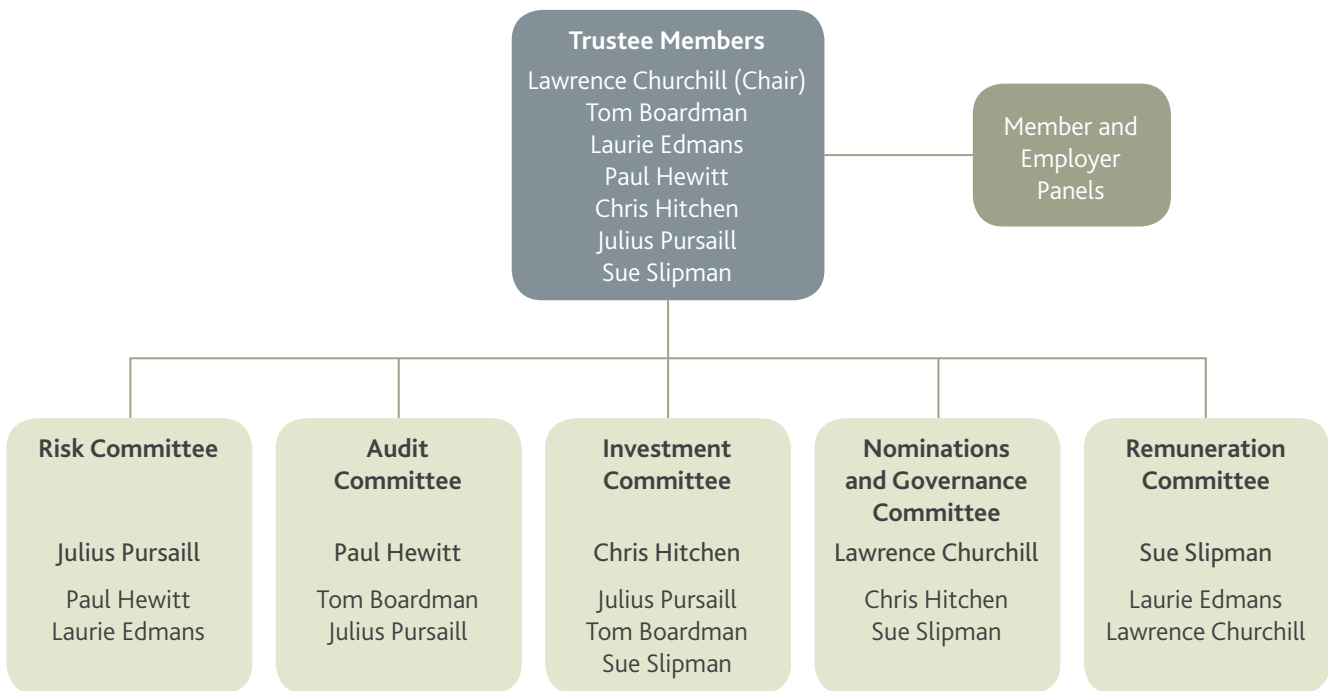 Trustee Members
Lawrence Churchill (Chair)
Tom Boardman
Laurie Edmans
Paul Hewitt
Chris Hitchen
Julius Pursaill
Sue Slipman
Member and
Employer
Panels
Risk Committee
Julius Pursaill
Paul Hewitt
Laurie Edmans
Audit
Committee
Paul Hewitt
Tom Boardman
Julius Pursaill
Investment
Committee
Chris Hitchen
Julius Pursaill
Tom Boardman
Sue Slipman
Nominations
and Governance
Committee
Lawrence Churchill
Chris Hitchen
Sue Slipman
Remuneration
Committee
Sue Slipman
Laurie Edmans
Lawrence Churchill